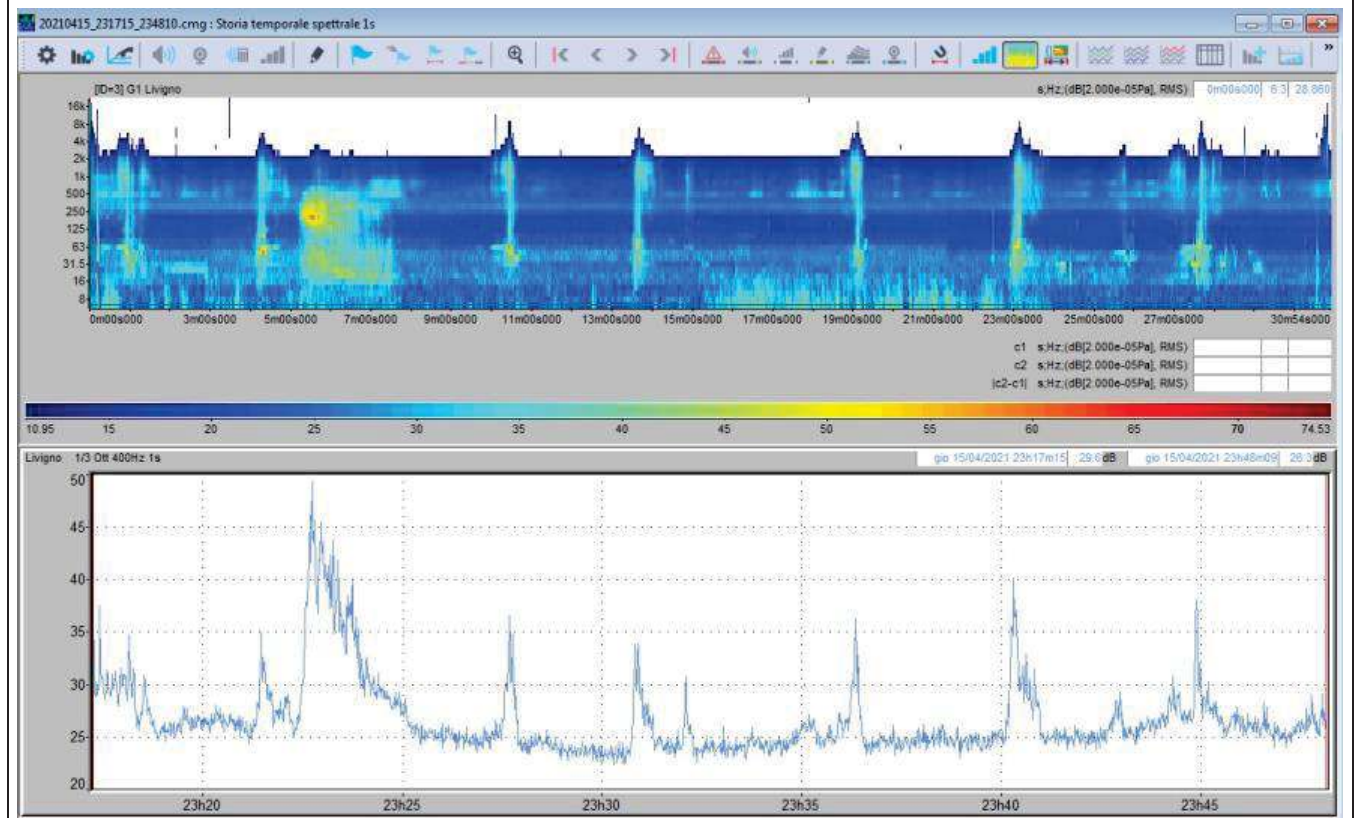 20210415_231715_234810.cmg : Storia temporale spettrale 1s
[ID=3] G1 Livigno s;Hz;(dB[2.000e-05Pa], RMS) 0m00s000 6.3 28.860
16k
8k
4k
2k
1k
500
250
125
63
31.5
16
8
0m00s000 3m00s000 5m00s000 7m00s000 9m00s000 11m00s000 13m00s000 15m00s000 17m00s000 19m00s000 21m00s000 23m00s000 25m00s000 27m00s000 30m54s000
c1 s;Hz;(dB[2.000e-05Pa], RMS)
c2 s;Hz;(dB[2.000e-05Pa], RMS)
|c2-c1| s;Hz;(dB[2.000e-05Pa], RMS)
10.95 15 20 25 30 35 40 45 50 55 60 65 70 74.53
Livigno 1/3 Ott 400Hz 1s gio 15/04/2021 23h17m15 29.6 dB gio 15/04/2021 23h48m09 26.3 dB
50
45
40
35
30
25
20
23h20 23h25 23h30 23h35 23h40 23h45